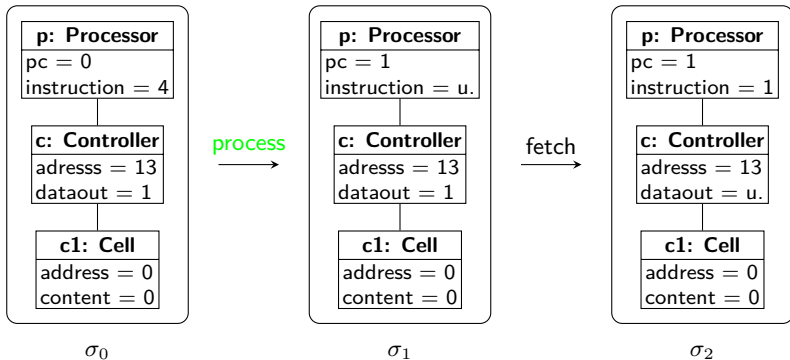 p: Processor
pc = 0
instruction = 4
c: Controller
adresss = 13
dataout = 1
c1: Cell
address = 0
content = 0
σ0
process
p: Processor
pc = 1
instruction = u.
c: Controller
adresss = 13
dataout = 1
c1: Cell
address = 0
content = 0
σ1
fetch
p: Processor
pc = 1
instruction = 1
c: Controller
adresss = 13
dataout = u.
c1: Cell
address = 0
content = 0
σ2